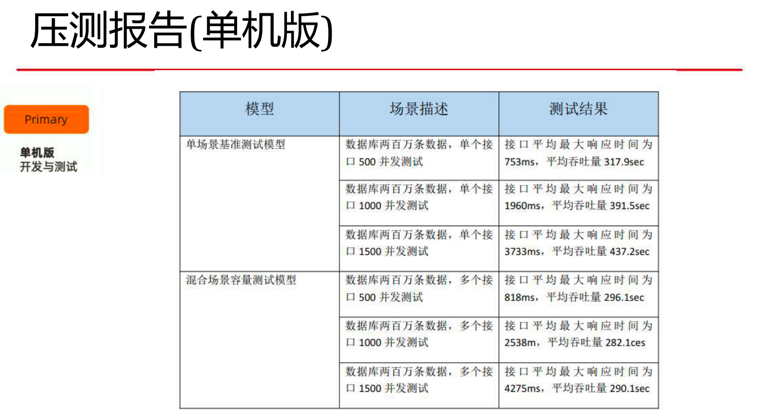 压测报告(单机版)
Primary
单机版
开发与测试
模型 场景描述 测试结果
单场景基准测试模型
数据库两百万条数据，单个接
口 500 并发测试
接口平均最大响应时间为
753ms，平均吞吐量 317.9sec
数据库两百万条数据，单个接
口 1000 并发测试
接口平均最大响应时间为
1960ms，平均吞吐量 391.5sec
数据库两百万条数据，单个接
口 1500 并发测试
接口平均最大响应时间为
3733ms，平均吞吐量 437.2sec
混合场景容量测试模型
数据库两百万条数据，多个接
口 500 并发测试
接口平均最大响应时间为
818ms，平均吞吐量 296.1sec
数据库两百万条数据，多个接
口 1000 并发测试
接口平均最大响应时间为
2538m，平均吞吐量 282.1ces
数据库两百万条数据，多个接
口 1500 并发测试
接口平均最大响应时间为
4275ms，平均吞吐量 290.1sec